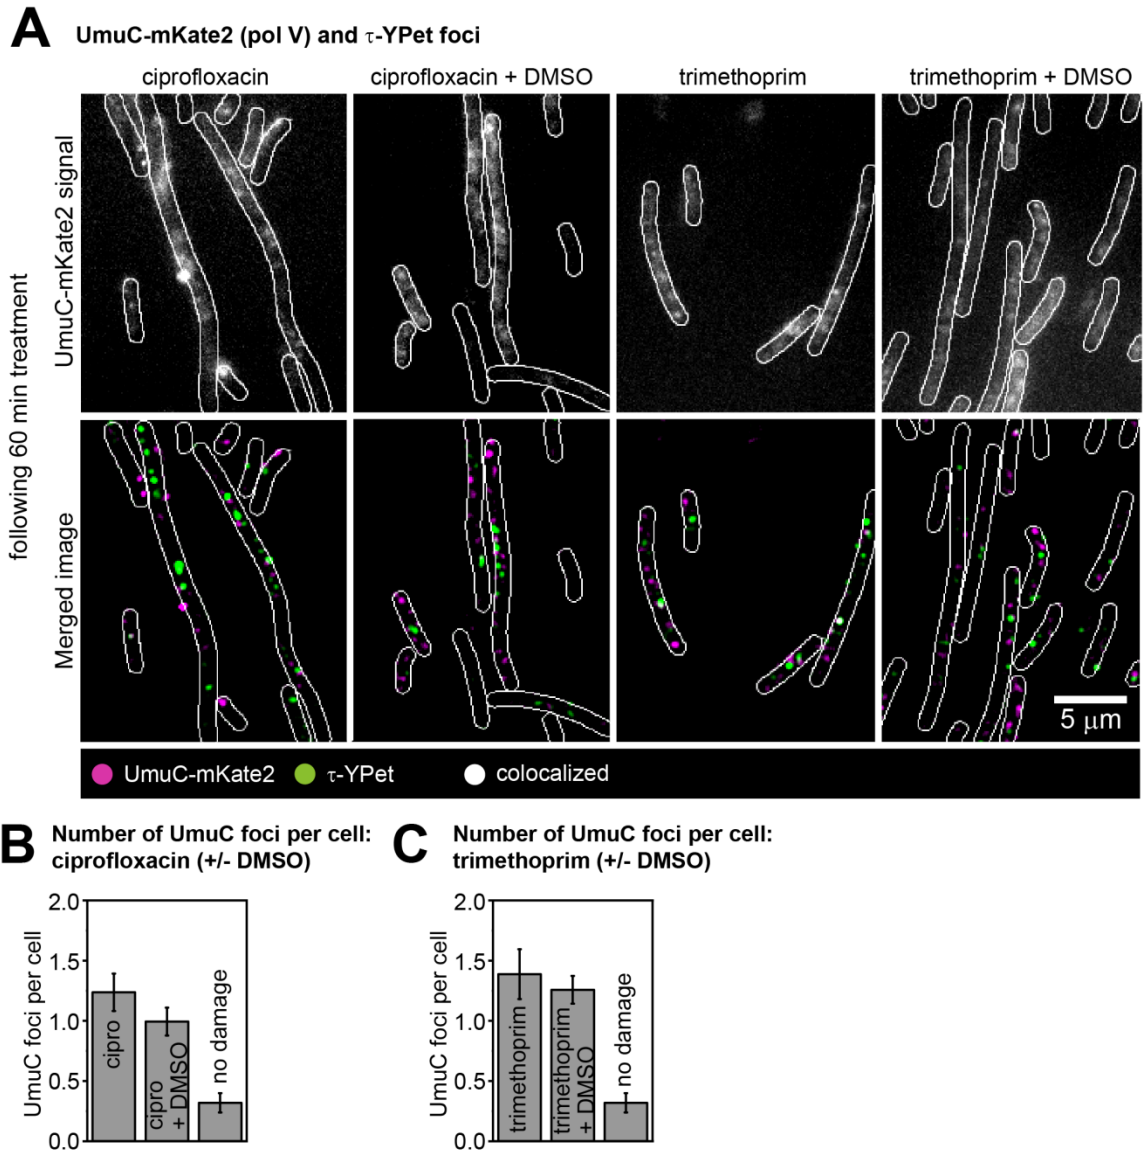 A UmuC-mKate2 (pol V) and τ-YPet foci
ciprofloxacin
ciprofloxacin + DMSO
trimethoprim
trimethoprim + DMSO
following 60 min treatment
UmuC-mKate2 signal
Merged image
5 μm
UmuC-mKate2
τ-YPet
colocalized
B Number of UmuC foci per cell:
ciprofloxacin (+/- DMSO)
UmuC foci per cell
2.0
1.5
1.0
0.5
0.0
cipro
cipro
+ DMSO
no damage
C Number of UmuC foci per cell:
trimethoprim (+/- DMSO)
UmuC foci per cell
2.0
1.5
1.0
0.5
0.0
trimethoprim
trimethoprim
+ DMSO
no damage